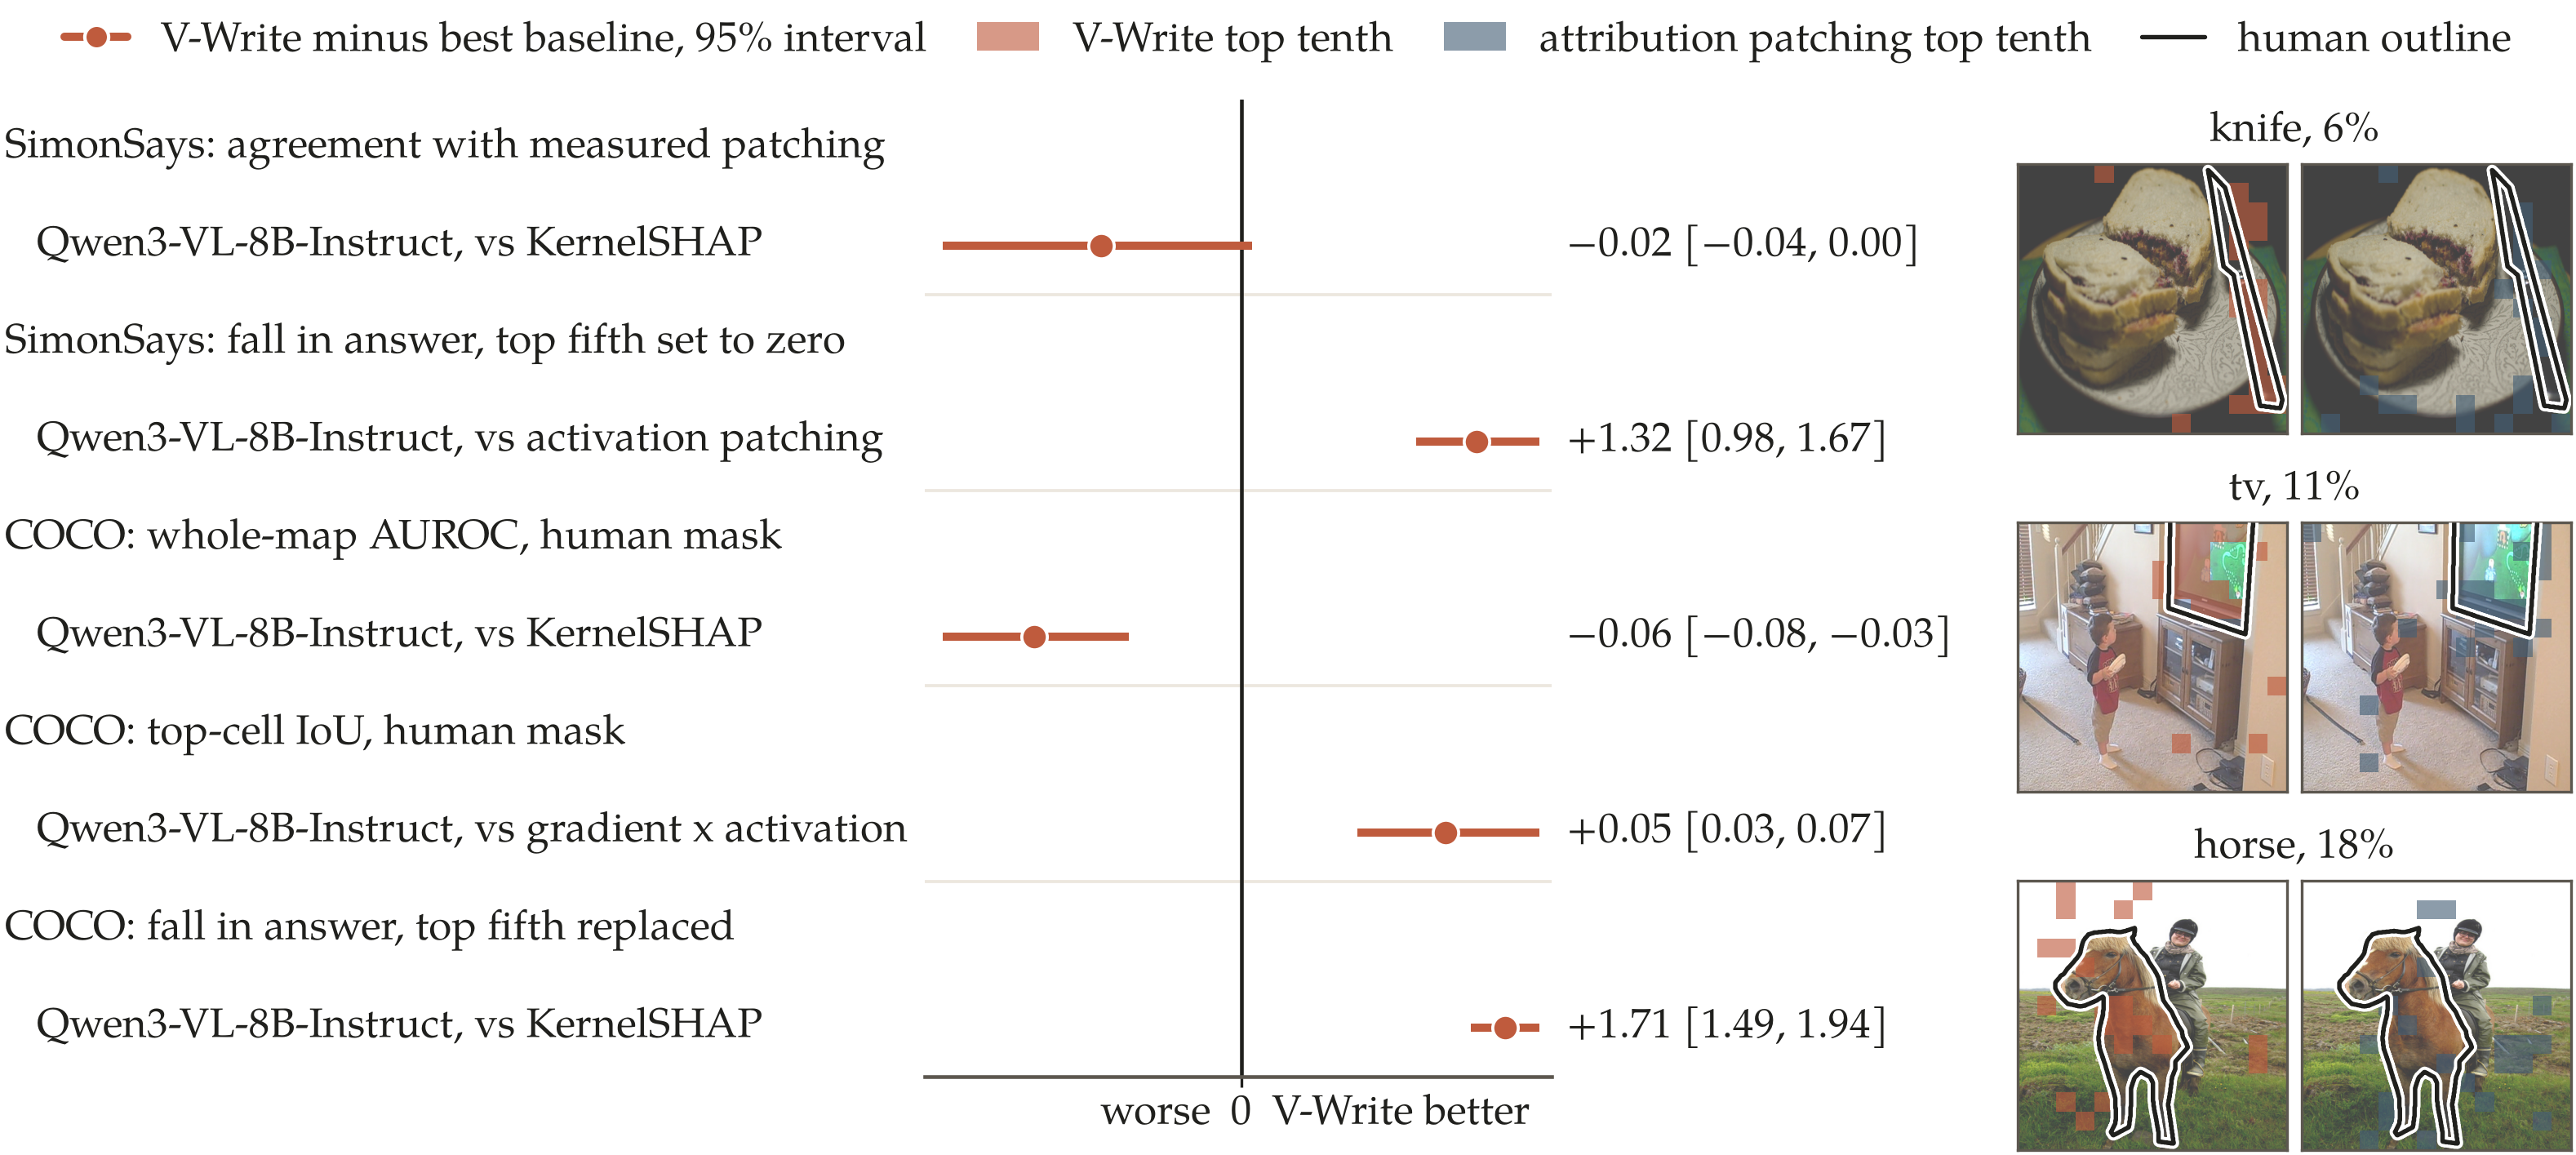 V-Write minus best baseline, 95% interval
V-Write top tenth
attribution patching top tenth
human outline
SimonSays: agreement with measured patching
Qwen3-VL-8B-Instruct, vs KernelSHAP
−0.02 [−0.04, 0.00]
SimonSays: fall in answer, top fifth set to zero
Qwen3-VL-8B-Instruct, vs activation patching
+1.32 [0.98, 1.67]
COCO: whole-map AUROC, human mask
Qwen3-VL-8B-Instruct, vs KernelSHAP
−0.06 [−0.08, −0.03]
COCO: top-cell IoU, human mask
Qwen3-VL-8B-Instruct, vs gradient x activation
+0.05 [0.03, 0.07]
COCO: fall in answer, top fifth replaced
Qwen3-VL-8B-Instruct, vs KernelSHAP
+1.71 [1.49, 1.94]
worse 0 V-Write better
knife, 6%
tv, 11%
horse, 18%